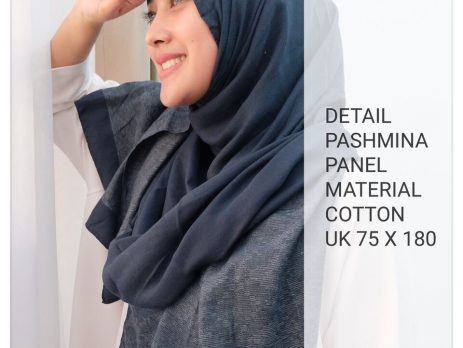 DETAIL
PASHMINA
PANEL
MATERIAL
COTTON
UK 75 X 180